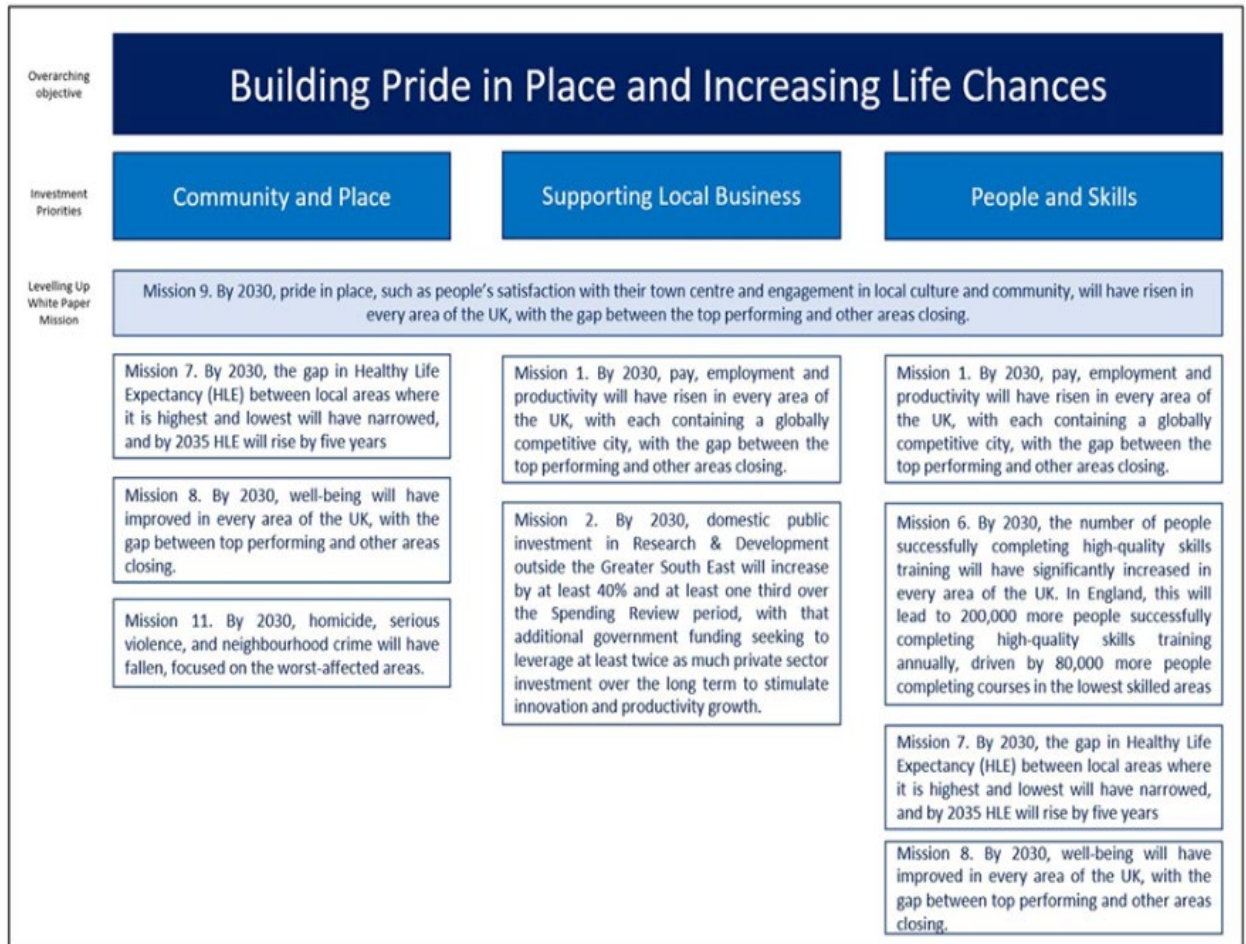 Overarching
objective
Building Pride in Place and Increasing Life Chances
Investment
Priorities
Community and Place
Supporting Local Business
People and Skills
Levelling Up
White Paper
Mission
Mission 9. By 2030, pride in place, such as people's satisfaction with their town centre and engagement in local culture and community, will have risen in
every area of the UK, with the gap between the top performing and other areas closing.
Mission 7. By 2030, the gap in Healthy Life
Expectancy (HLE) between local areas where
it is highest and lowest will have narrowed,
and by 2035 HLE will rise by five years
Mission 8. By 2030, well-being will have
improved in every area of the UK, with the
gap between top performing and other areas
closing.
Mission 11. By 2030, homicide, serious
violence, and neighbourhood crime will have
fallen, focused on the worst-affected areas.
Mission 1. By 2030, pay, employment and
productivity will have risen in every area of
the UK, with each containing a globally
competitive city, with the gap between the
top performing and other areas closing.
Mission 2. By 2030, domestic public
investment in Research & Development
outside the Greater South East will increase
by at least 40% and at least one third over
the Spending Review period, with that
additional government funding seeking to
leverage at least twice as much private sector
investment over the long term to stimulate
innovation and productivity growth.
Mission 1. By 2030, pay, employment and
productivity will have risen in every area of
the UK, with each containing a globally
competitive city, with the gap between the
top performing and other areas closing.
Mission 6. By 2030, the number of people
successfully completing high-quality skills
training will have significantly increased in
every area of the UK. In England, this will
lead to 200,000 more people successfully
completing high-quality skills training
annually, driven by 80,000 more people
completing courses in the lowest skilled areas
Mission 7. By 2030, the gap in Healthy Life
Expectancy (HLE) between local areas where
it is highest and lowest will have narrowed,
and by 2035 HLE will rise by five years
Mission 8. By 2030, well-being will have
improved in every area of the UK, with the
gap between top performing and other areas
closing.